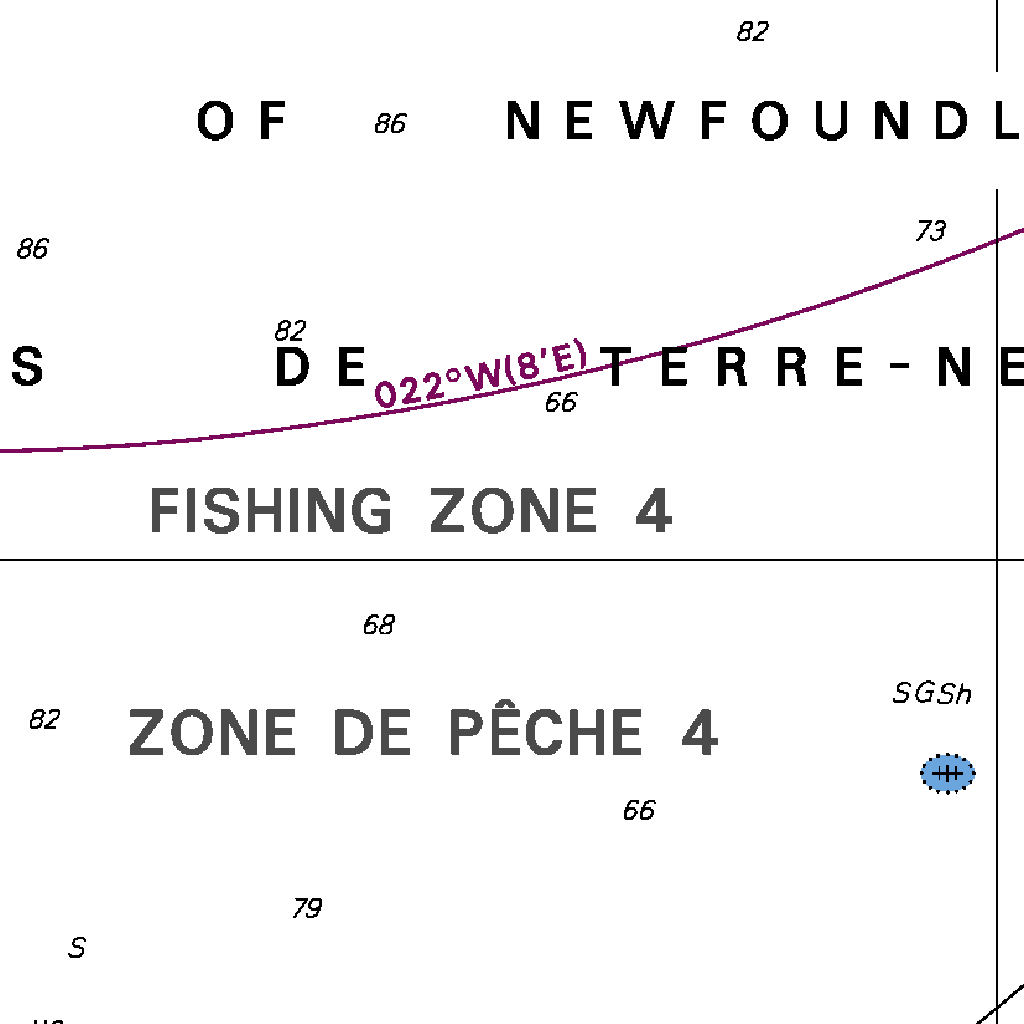 82
OF 86 NEWFOUNDL
73
86
82
S DE TERRE-NE
022°W(8'E)
66
FISHING ZONE 4
68
SGSh
82
ZONE DE PÊCHE 4
66
79
S